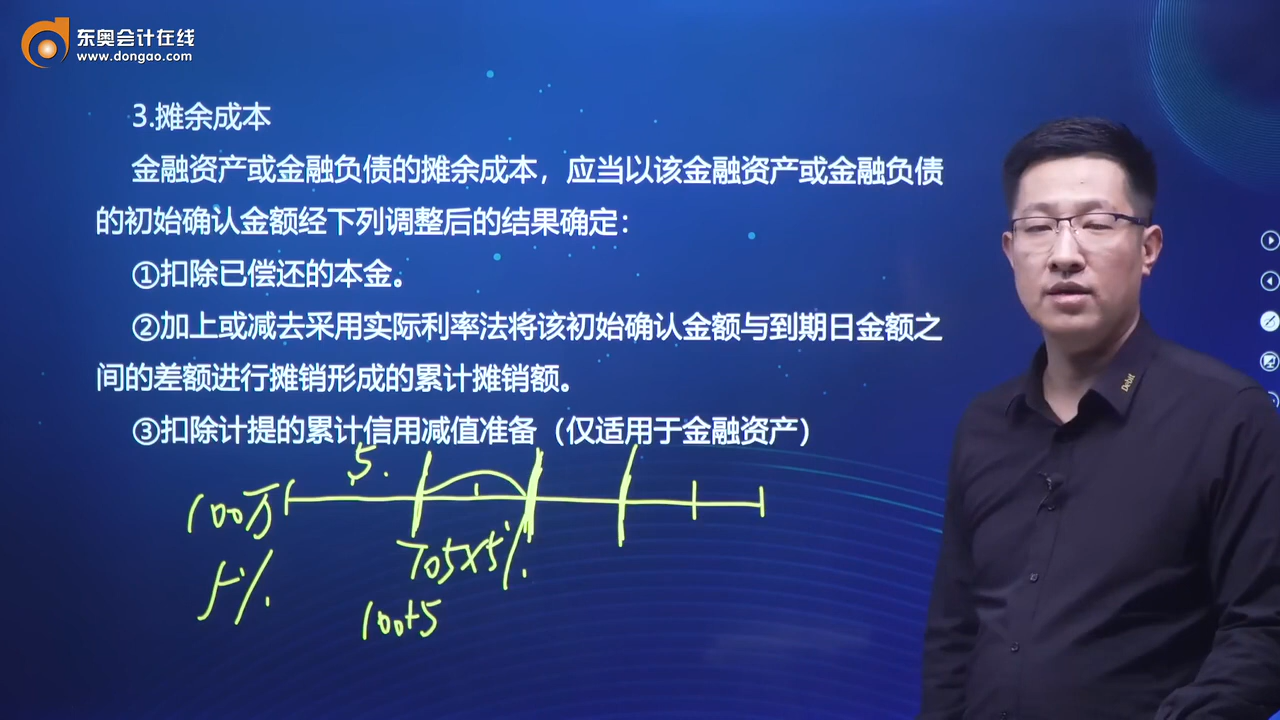 东奥会计在线
www.dongao.com
3.摊余成本
金融资产或金融负债的摊余成本，应当以该金融资产或金融负债
的初始确认金额经下列调整后的结果确定：
①扣除已偿还的本金。
②加上或减去采用实际利率法将该初始确认金额与到期日金额之
间的差额进行摊销形成的累计摊销额。
③扣除计提的累计信用减值准备（仅适用于金融资产）
5.
100万
105×5%.
5%.
100+5
Debit